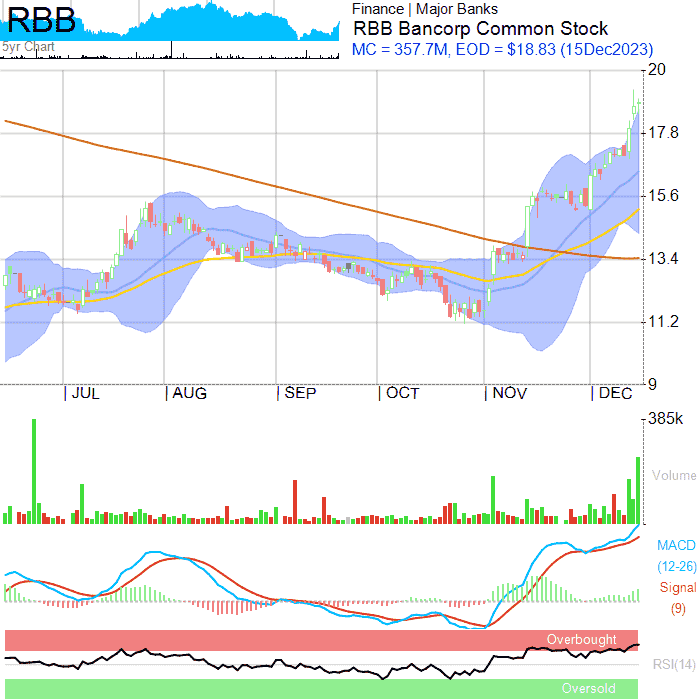 RBB
5yr Chart
Finance | Major Banks
RBB Bancorp Common Stock
MC = 357.7M, EOD = $18.83 (15Dec2023)
20
17.8
15.6
13.4
11.2
9
JUL AUG SEP OCT NOV DEC
385k
Volume
MACD
(12-26)
Signal
(9)
Overbought
RSI(14)
Oversold